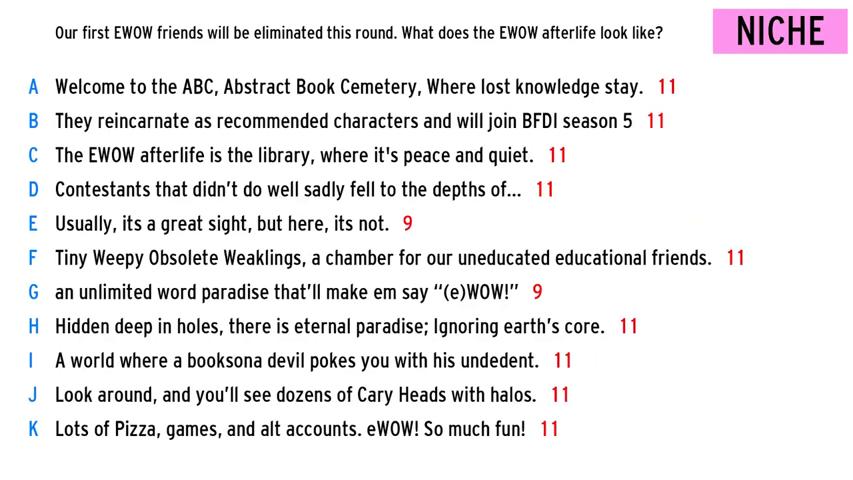 Our first EWOW friends will be eliminated this round. What does the EWOW afterlife look like?
NICHE
A Welcome to the ABC, Abstract Book Cemetery, Where lost knowledge stay. 11
B They reincarnate as recommended characters and will join BFDI season 5 11
C The EWOW afterlife is the library, where it's peace and quiet. 11
D Contestants that didn't do well sadly fell to the depths of... 11
E Usually, its a great sight, but here, its not. 9
F Tiny Weepy Obsolete Weaklings, a chamber for our uneducated educational friends. 11
G an unlimited word paradise that'll make em say “(e)WOW!” 9
H Hidden deep in holes, there is eternal paradise; Ignoring earth's core. 11
I A world where a booksona devil pokes you with his undedent. 11
J Look around, and you'll see dozens of Cary Heads with halos. 11
K Lots of Pizza, games, and alt accounts. eWOW! So much fun! 11